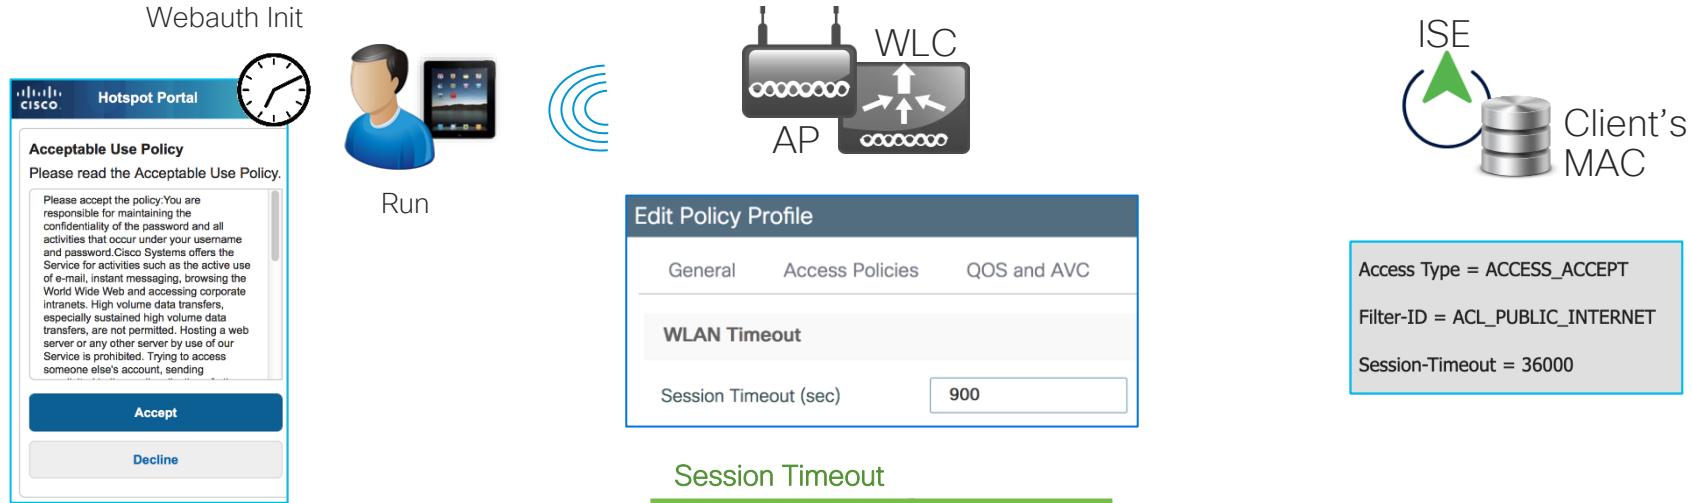 Webauth Init
CISCO
Hotspot Portal
Acceptable Use Policy
Please read the Acceptable Use Policy.
Please accept the policy:You are
responsible for maintaining the
confidentiality of the password and all
activities that occur under your username
and password.Cisco Systems offers the
Service for activities such as the active use
of e-mail, instant messaging, browsing the
World Wide Web and accessing corporate
intranets. High volume data transfers,
especially sustained high volume data
transfers, are not permitted. Hosting a web
server or any other server by use of our
Service is prohibited. Trying to access
someone else's account, sending
Accept
Decline
Run
WLC
AP
Edit Policy Profile
General
Access Policies
QOS and AVC
WLAN Timeout
Session Timeout (sec)
900
Session Timeout
ISE
Client's
MAC
Access Type = ACCESS_ACCEPT
Filter-ID = ACL_PUBLIC_INTERNET
Session-Timeout = 36000